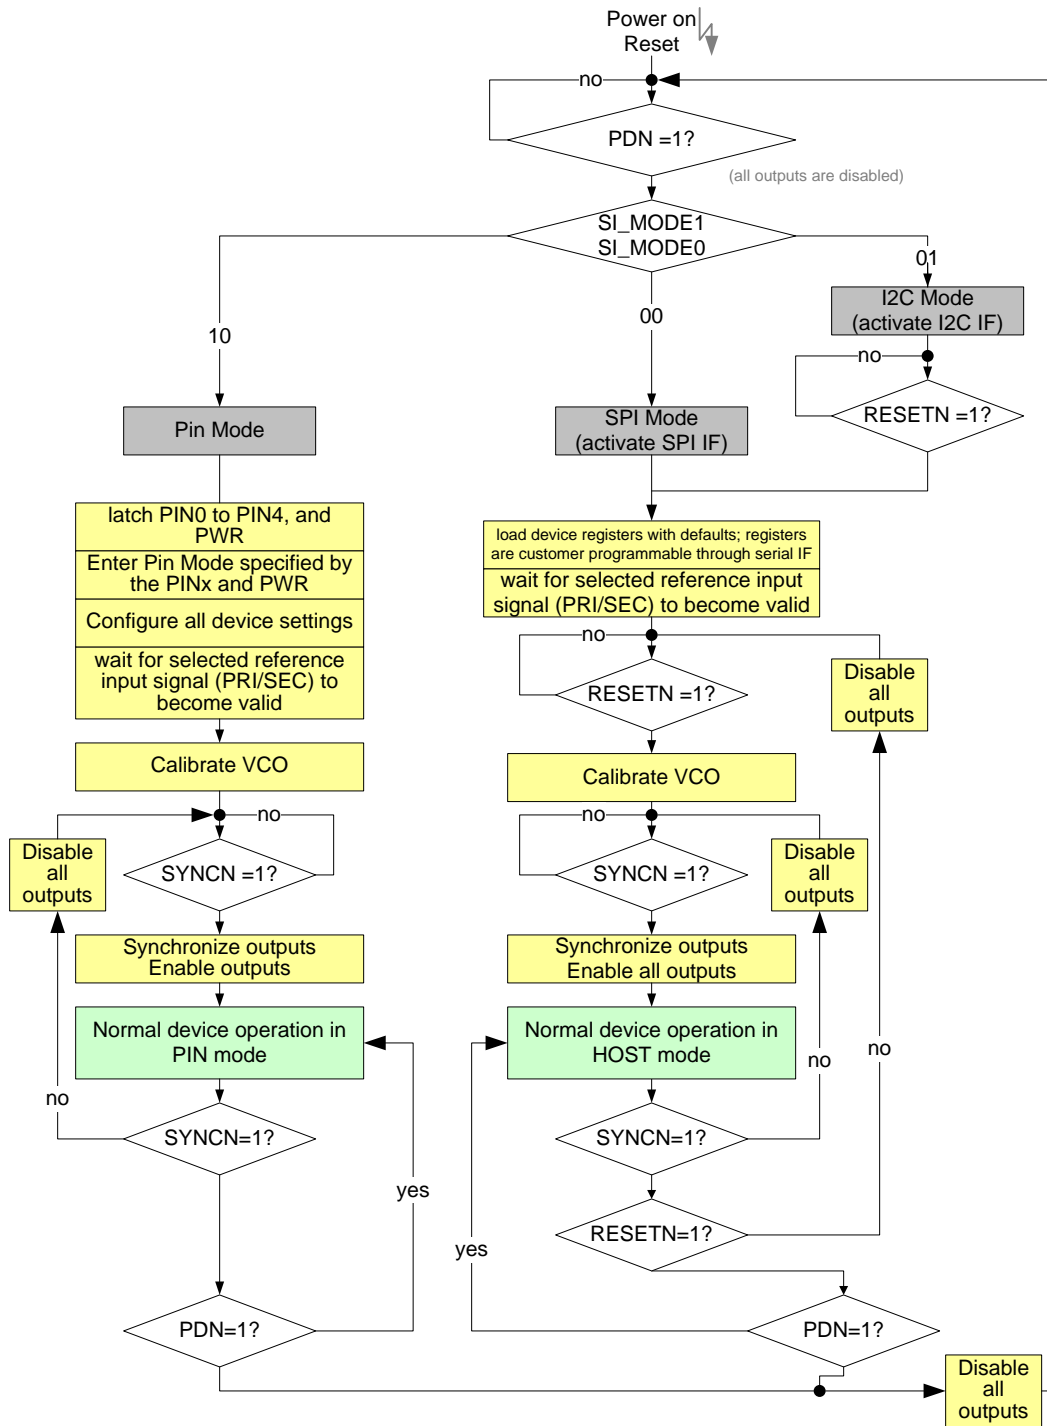 Power on
Reset
no
PDN =1?
(all outputs are disabled)
SI_MODE1
SI_MODE0
01
I2C Mode
(activate I2C IF)
10
00
no
RESETN =1?
Pin Mode
SPI Mode
(activate SPI IF)
latch PIN0 to PIN4, and
PWR
Enter Pin Mode specified by
the PINx and PWR
Configure all device settings
wait for selected reference
input signal (PRI/SEC) to
become valid
load device registers with defaults; registers
are customer programmable through serial IF
wait for selected reference input
signal (PRI/SEC) to become valid
no
RESETN =1?
Disable
all
outputs
Calibrate VCO
Calibrate VCO
no
no
Disable
all
outputs
SYNCN =1?
SYNCN =1?
Disable
all
outputs
Synchronize outputs
Enable outputs
Synchronize outputs
Enable all outputs
Normal device operation in
PIN mode
Normal device operation in
HOST mode
no
no
no
SYNCN=1?
SYNCN=1?
yes
RESETN=1?
yes
PDN=1?
PDN=1?
Disable
all
outputs